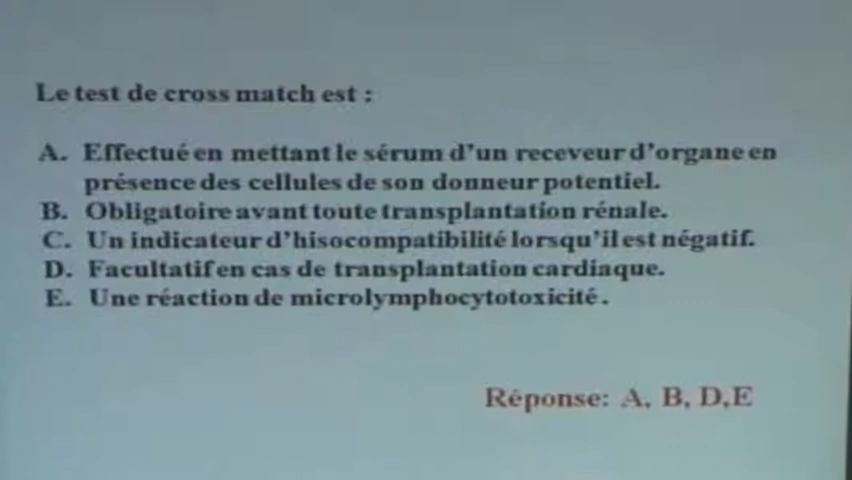 Le test de cross match est :
A. Effectué en mettant le sérum d'un receveur d'organe en
présence des cellules de son donneur potentiel.
B. Obligatoire avant toute transplantation rénale.
C. Un indicateur d'hisocompatibilité lorsqu'il est négatif.
D. Facultatif en cas de transplantation cardiaque.
E. Une réaction de microlymphocytotoxicité.
Réponse: A, B, D,E